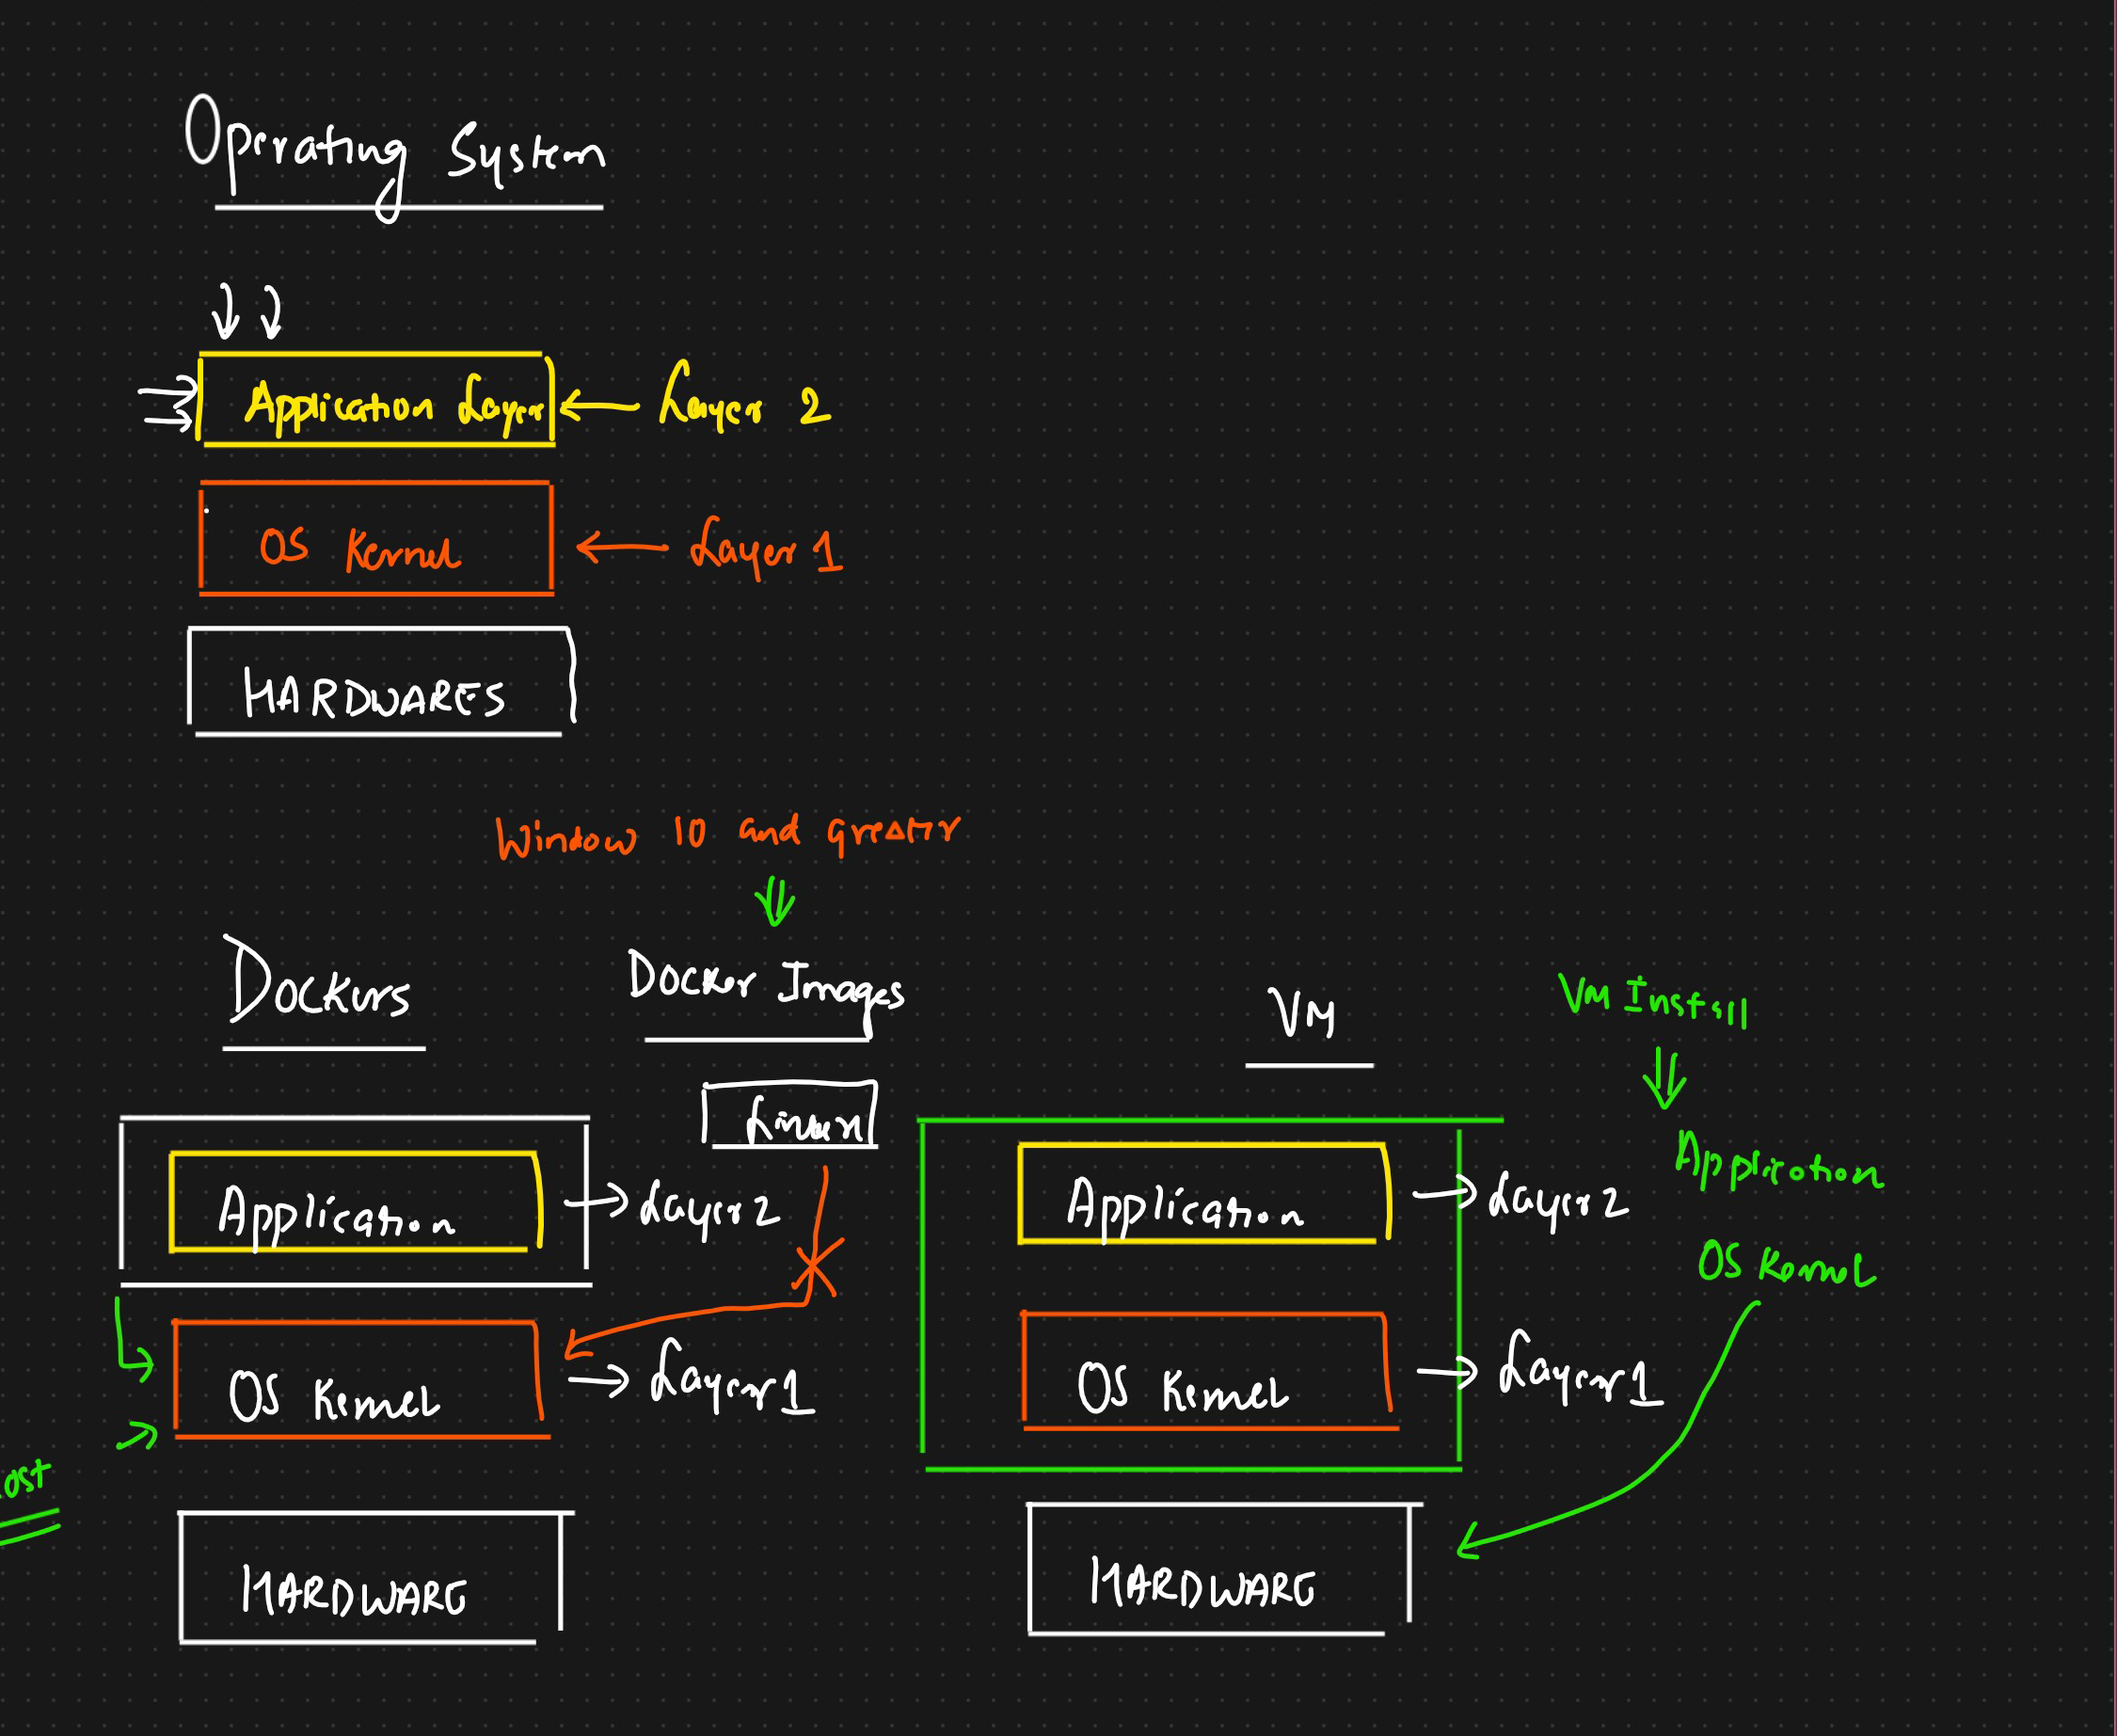 Operating System
Application Layer
Layer 2
OS Kernel
Layer 1
HARDWARES
Window 10 and greater
Dockers
Docker Images
VM
VM Install
Linux
Application
Layer 2
Application
Layer 2
Application
OS Kernel
OS Kernel
Layer 1
OS Kernel
Layer 1
HARDWARE
HARDWARE